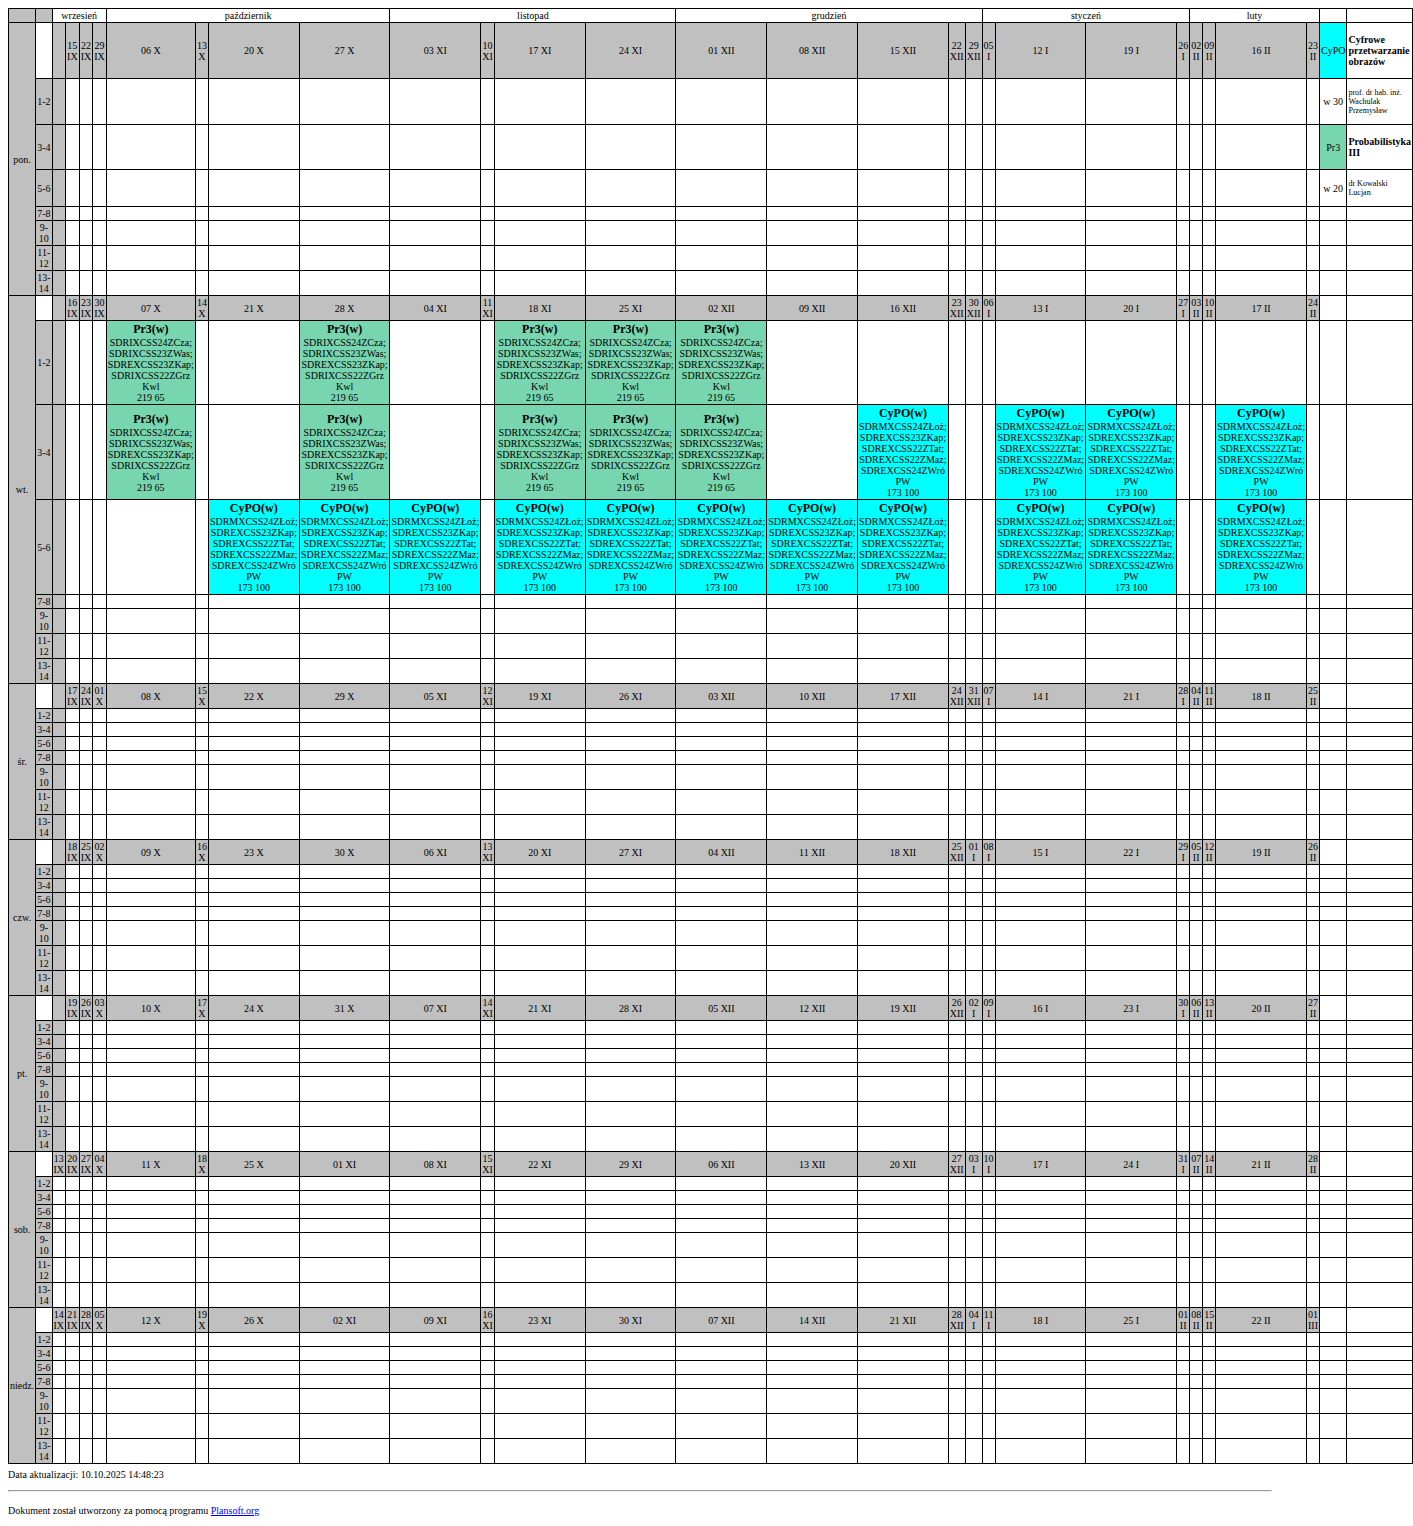 wrzesień październik listopad grudzień styczeń luty
pon. 15 IX 22 IX 29 IX 06 X 13 X 20 X 27 X 03 XI 10 XI 17 XI 24 XI 01 XII 08 XII 15 XII 22 XII 29 XII 05 I 12 I 19 I 26 I 02 II 09 II 16 II 23 II CyPO Cyfrowe przetwarzanie obrazów
1-2 w 30 prof. dr hab. inż. Wachulak Przemysław
3-4 Pr3 Probabilistyka III
5-6 w 20 dr Kowalski Lucjan
7-8
9-10
11-12
13-14
wt. 16 IX 23 IX 30 IX 07 X 14 X 21 X 28 X 04 XI 11 XI 18 XI 25 XI 02 XII 09 XII 16 XII 23 XII 30 XII 06 I 13 I 20 I 27 I 03 II 10 II 17 II 24 II
1-2
Pr3(w) Pr3(w) Pr3(w) Pr3(w) Pr3(w)
SDRIXCSS24ZCza; SDRIXCSS24ZCza; SDRIXCSS24ZCza; SDRIXCSS24ZCza; SDRIXCSS24ZCza;
SDRIXCSS23ZWas; SDRIXCSS23ZWas; SDRIXCSS23ZWas; SDRIXCSS23ZWas; SDRIXCSS23ZWas;
SDREXCSS23ZKap; SDREXCSS23ZKap; SDREXCSS23ZKap; SDREXCSS23ZKap; SDREXCSS23ZKap;
SDRIXCSS22ZGrz SDRIXCSS22ZGrz SDRIXCSS22ZGrz SDRIXCSS22ZGrz SDRIXCSS22ZGrz
Kwl Kwl Kwl Kwl Kwl
219 65 219 65 219 65 219 65 219 65
3-4
Pr3(w) Pr3(w) Pr3(w) Pr3(w) Pr3(w) CyPO(w) CyPO(w) CyPO(w) CyPO(w)
SDRIXCSS24ZCza; SDRIXCSS24ZCza; SDRIXCSS24ZCza; SDRIXCSS24ZCza; SDRIXCSS24ZCza; SDRMXCSS24ZŁoż; SDRMXCSS24ZŁoż; SDRMXCSS24ZŁoż; SDRMXCSS24ZŁoż;
SDRIXCSS23ZWas; SDRIXCSS23ZWas; SDRIXCSS23ZWas; SDRIXCSS23ZWas; SDRIXCSS23ZWas; SDREXCSS23ZKap; SDREXCSS23ZKap; SDREXCSS23ZKap; SDREXCSS23ZKap;
SDREXCSS23ZKap; SDREXCSS23ZKap; SDREXCSS23ZKap; SDREXCSS23ZKap; SDREXCSS23ZKap; SDREXCSS22ZTat; SDREXCSS22ZTat; SDREXCSS22ZTat; SDREXCSS22ZTat;
SDRIXCSS22ZGrz SDRIXCSS22ZGrz SDRIXCSS22ZGrz SDRIXCSS22ZGrz SDRIXCSS22ZGrz SDREXCSS22ZMaz; SDREXCSS22ZMaz; SDREXCSS22ZMaz; SDREXCSS22ZMaz;
Kwl Kwl Kwl Kwl Kwl SDREXCSS24ZWró SDREXCSS24ZWró SDREXCSS24ZWró SDREXCSS24ZWró
219 65 219 65 219 65 219 65 219 65 PW PW PW PW
173 100 173 100 173 100 173 100
5-6
CyPO(w) CyPO(w) CyPO(w) CyPO(w) CyPO(w) CyPO(w) CyPO(w) CyPO(w) CyPO(w) CyPO(w) CyPO(w)
SDRMXCSS24ZŁoż; SDRMXCSS24ZŁoż; SDRMXCSS24ZŁoż; SDRMXCSS24ZŁoż; SDRMXCSS24ZŁoż; SDRMXCSS24ZŁoż; SDRMXCSS24ZŁoż; SDRMXCSS24ZŁoż; SDRMXCSS24ZŁoż; SDRMXCSS24ZŁoż; SDRMXCSS24ZŁoż;
SDREXCSS23ZKap; SDREXCSS23ZKap; SDREXCSS23ZKap; SDREXCSS23ZKap; SDREXCSS23ZKap; SDREXCSS23ZKap; SDREXCSS23ZKap; SDREXCSS23ZKap; SDREXCSS23ZKap; SDREXCSS23ZKap; SDREXCSS23ZKap;
SDREXCSS22ZTat; SDREXCSS22ZTat; SDREXCSS22ZTat; SDREXCSS22ZTat; SDREXCSS22ZTat; SDREXCSS22ZTat; SDREXCSS22ZTat; SDREXCSS22ZTat; SDREXCSS22ZTat; SDREXCSS22ZTat; SDREXCSS22ZTat;
SDREXCSS22ZMaz; SDREXCSS22ZMaz; SDREXCSS22ZMaz; SDREXCSS22ZMaz; SDREXCSS22ZMaz; SDREXCSS22ZMaz; SDREXCSS22ZMaz; SDREXCSS22ZMaz; SDREXCSS22ZMaz; SDREXCSS22ZMaz; SDREXCSS22ZMaz;
SDREXCSS24ZWró SDREXCSS24ZWró SDREXCSS24ZWró SDREXCSS24ZWró SDREXCSS24ZWró SDREXCSS24ZWró SDREXCSS24ZWró SDREXCSS24ZWró SDREXCSS24ZWró SDREXCSS24ZWró SDREXCSS24ZWró
PW PW PW PW PW PW PW PW PW PW PW
173 100 173 100 173 100 173 100 173 100 173 100 173 100 173 100 173 100 173 100 173 100
7-8
9-10
11-12
13-14
śr. 17 IX 24 IX 01 X 08 X 15 X 22 X 29 X 05 XI 12 XI 19 XI 26 XI 03 XII 10 XII 17 XII 24 XII 31 XII 07 I 14 I 21 I 28 I 04 II 11 II 18 II 25 II
1-2
3-4
5-6
7-8
9-10
11-12
13-14
czw. 18 IX 25 IX 02 X 09 X 16 X 23 X 30 X 06 XI 13 XI 20 XI 27 XI 04 XII 11 XII 18 XII 25 XII 01 I 08 I 15 I 22 I 29 I 05 II 12 II 19 II 26 II
1-2
3-4
5-6
7-8
9-10
11-12
13-14
pt. 19 IX 26 IX 03 X 10 X 17 X 24 X 31 X 07 XI 14 XI 21 XI 28 XI 05 XII 12 XII 19 XII 26 XII 02 I 09 I 16 I 23 I 30 I 06 II 13 II 20 II 27 II
1-2
3-4
5-6
7-8
9-10
11-12
13-14
sob. 13 IX 20 IX 27 IX 04 X 11 X 18 X 25 X 01 XI 08 XI 15 XI 22 XI 29 XI 06 XII 13 XII 20 XII 27 XII 03 I 10 I 17 I 24 I 31 I 07 II 14 II 21 II 28 II
1-2
3-4
5-6
7-8
9-10
11-12
13-14
niedz. 14 IX 21 IX 28 IX 05 X 12 X 19 X 26 X 02 XI 09 XI 16 XI 23 XI 30 XI 07 XII 14 XII 21 XII 28 XII 04 I 11 I 18 I 25 I 01 II 08 II 15 II 22 II 01 III
1-2
3-4
5-6
7-8
9-10
11-12
13-14
Data aktualizacji: 10.10.2025 14:48:23
Dokument został utworzony za pomocą programu Plansoft.org